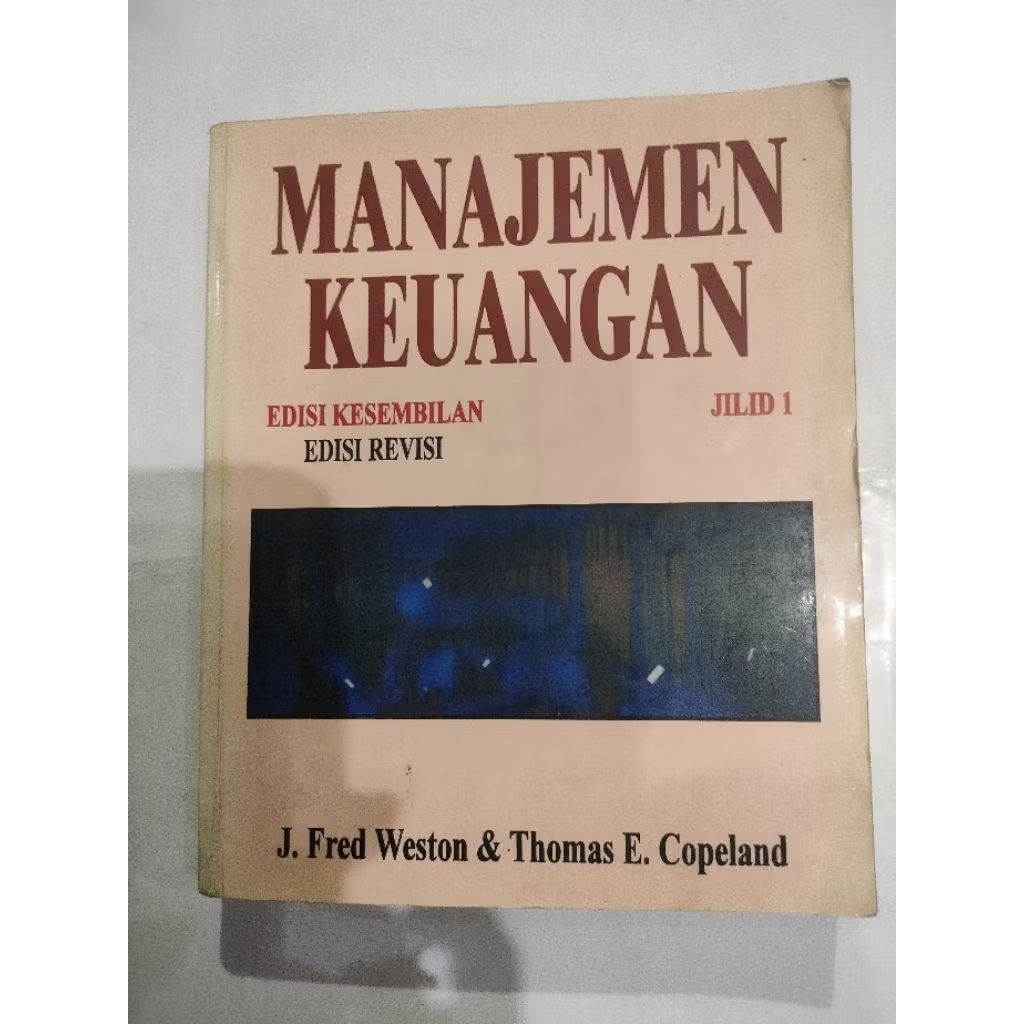 MANAJEMEN
KEUANGAN
EDISI KESEMBILAN
JILID 1
EDISI REVISI
J. Fred Weston & Thomas E. Copeland